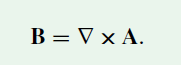 B = ∇ × A.